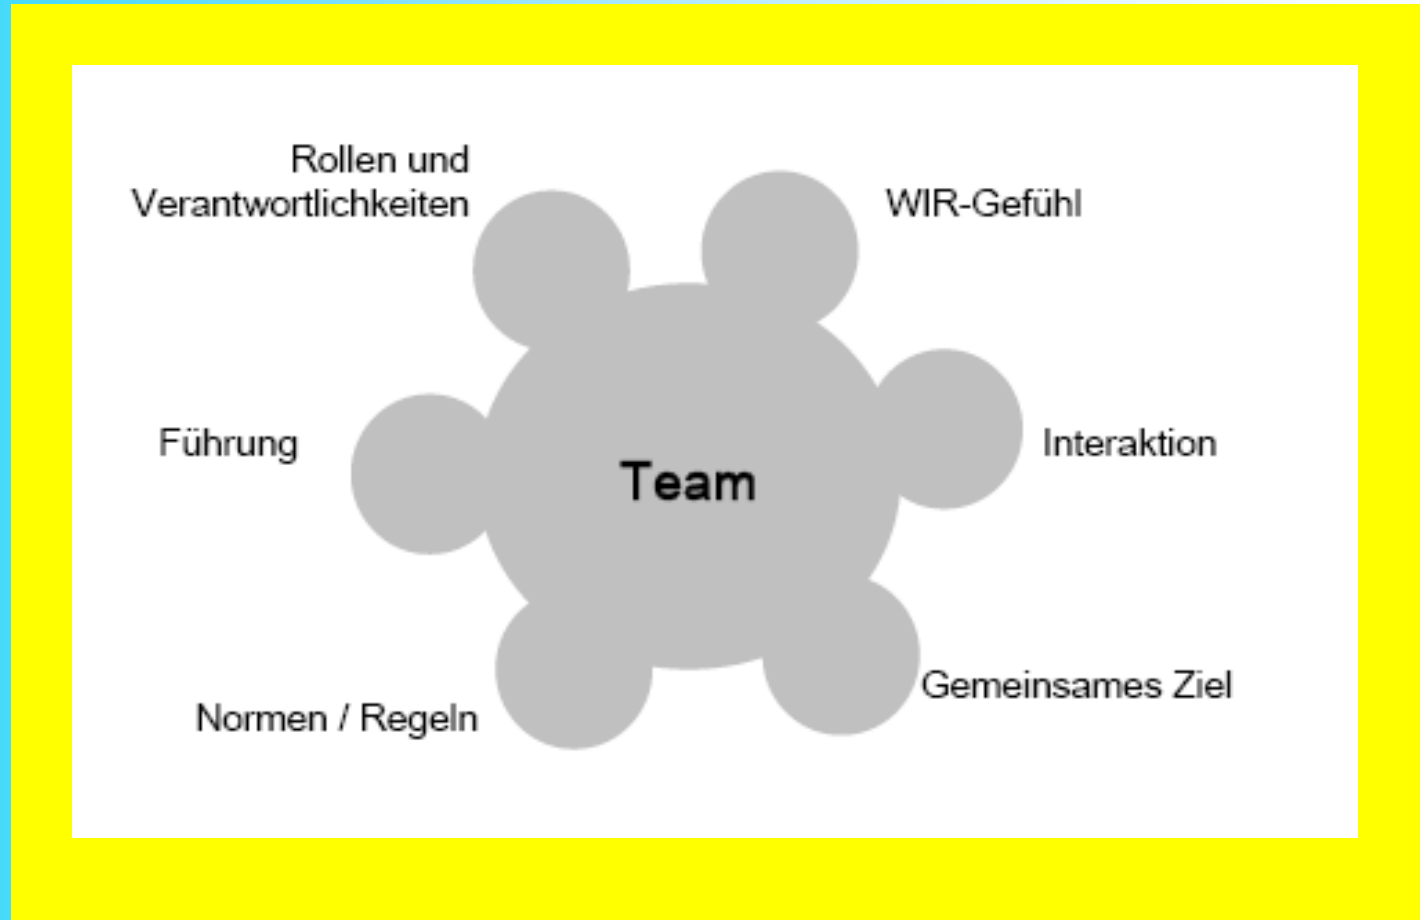 Rollen und
Verantwortlichkeiten
WIR-Gefühl
Führung
Interaktion
Team
Gemeinsames Ziel
Normen / Regeln